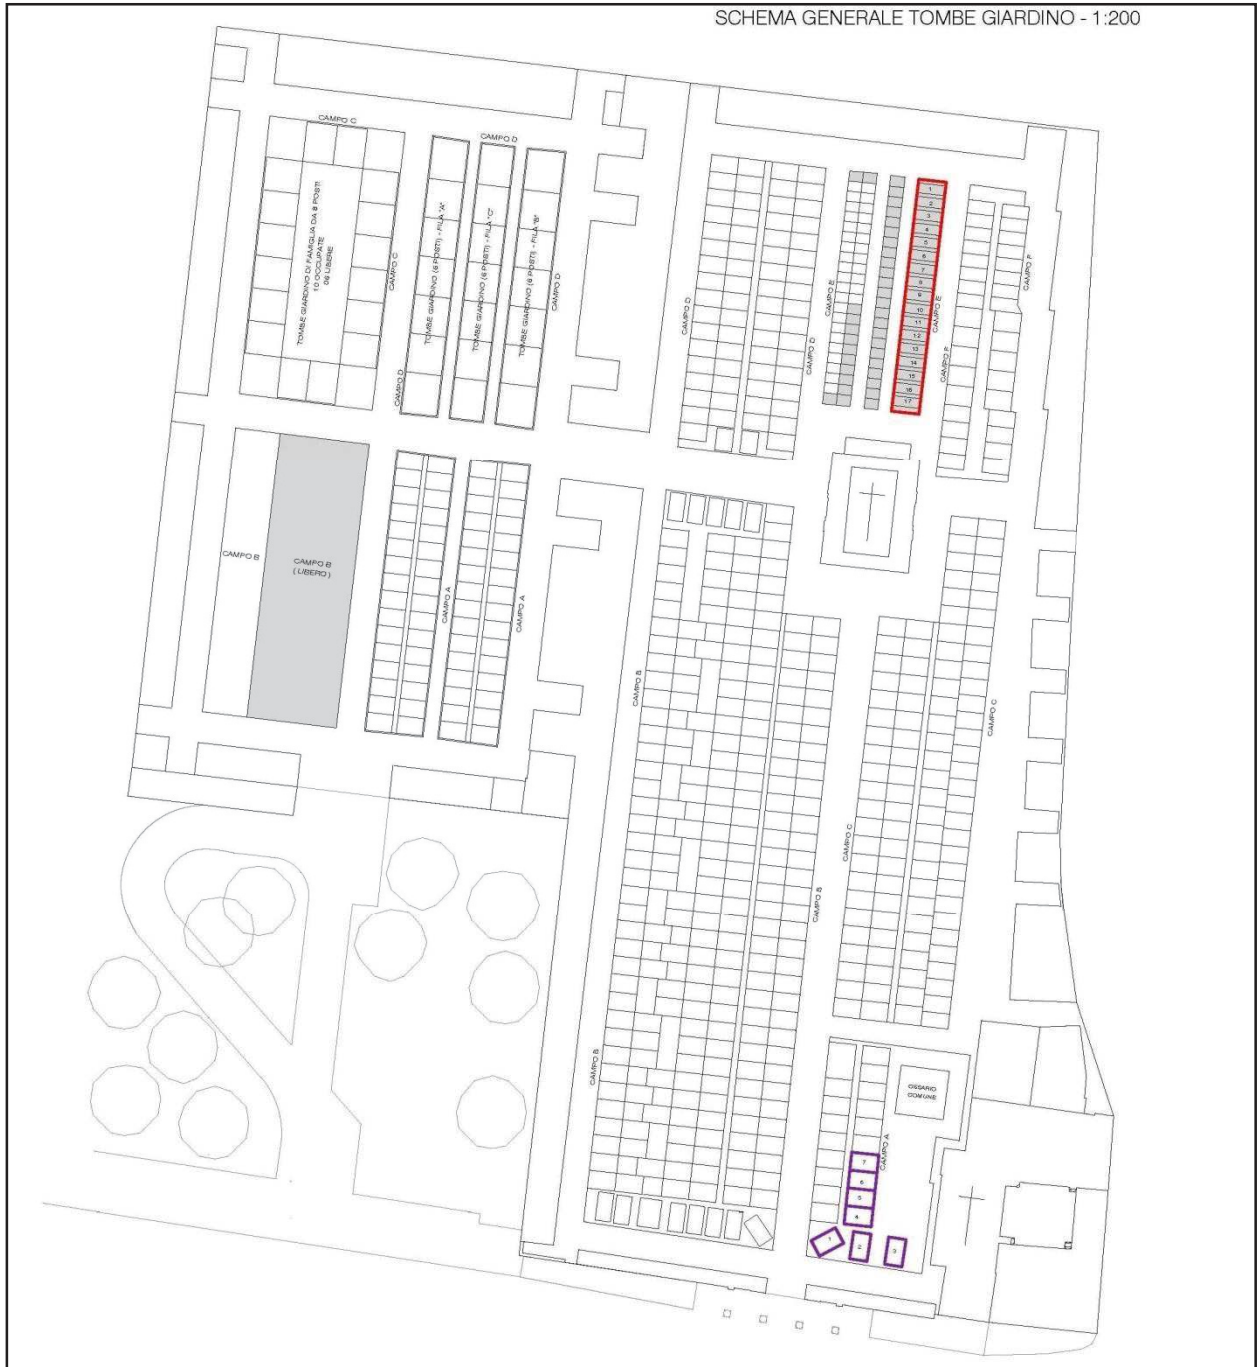 SCHEMA GENERALE TOMBE GIARDINO - 1:200
CAMPO C
CAMPO D
TOMBE GIARDINO DI FAMIGLIA DA 8 POSTI
10 OCCUPATE
06 LIBERE
CAMPO C
TOMBE GIARDINO (6 POSTI) - FILA "A"
TOMBE GIARDINO (6 POSTI) - FILA "C"
TOMBE GIARDINO (6 POSTI) - FILA "B"
CAMPO D
CAMPO D
CAMPO D
CAMPO D
CAMPO E
1
2
3
4
5
6
7
8
9
10
11
12
13
14
15
16
17
CAMPO E
CAMPO F
CAMPO F
CAMPO B
CAMPO B
( LIBERO )
CAMPO A
CAMPO A
CAMPO B
CAMPO C
CAMPO C
CAMPO B
CAMPO B
OSSARIO
COMUNE
CAMPO A
7
6
5
4
1
2
3